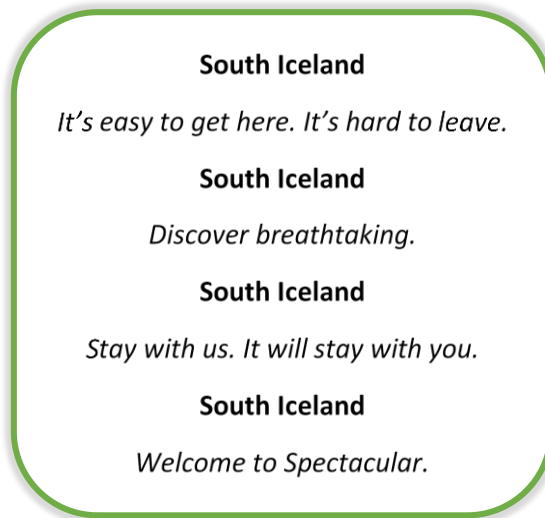 South Iceland
It’s easy to get here. It’s hard to leave.
South Iceland
Discover breathtaking.
South Iceland
Stay with us. It will stay with you.
South Iceland
Welcome to Spectacular.